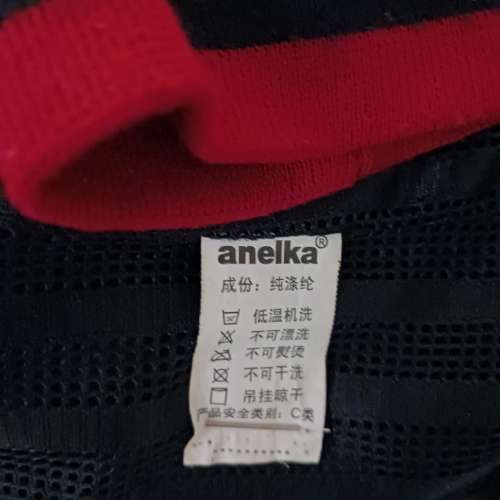 anelka®
成份：纯涤纶
低温机洗
不可漂洗
不可熨烫
不可干洗
吊挂晾干
产品安全类别：C类